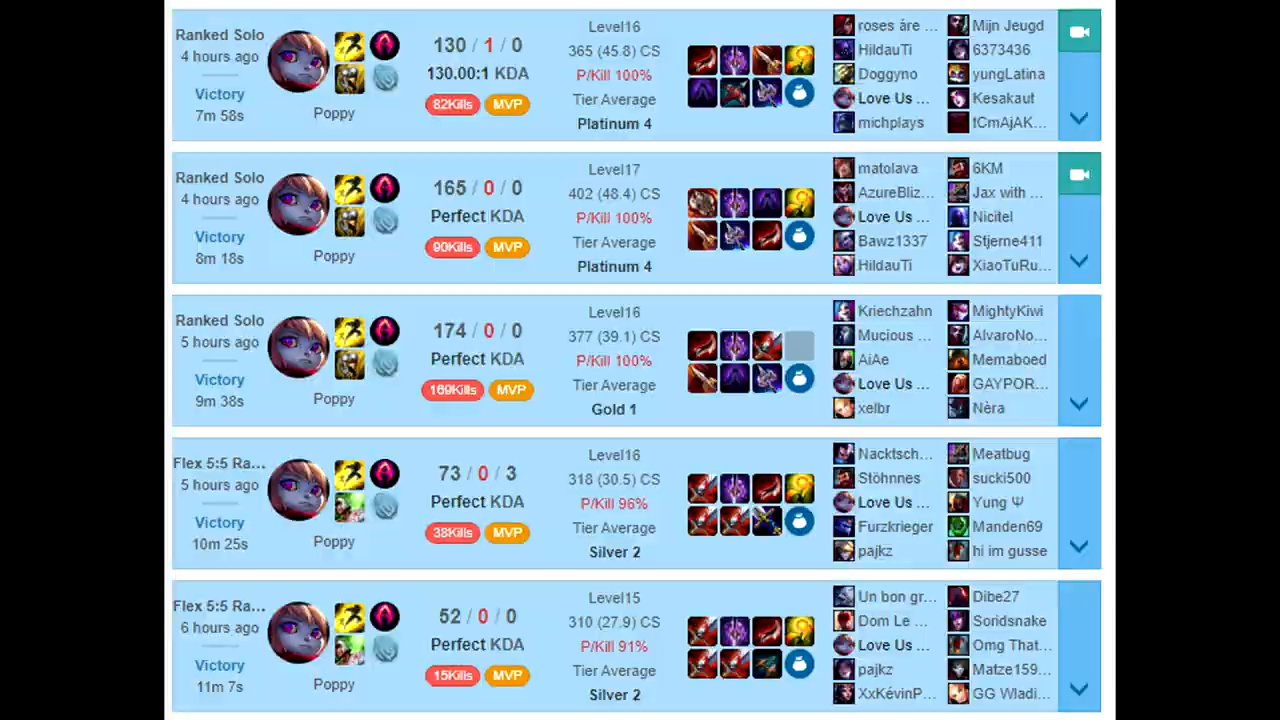 Ranked Solo
4 hours ago
Victory
7m 58s
Poppy
130 / 1 / 0
130.00:1 KDA
82Kills MVP
Level16
365 (45.8) CS
P/Kill 100%
Tier Average
Platinum 4
roses äre ... Mijn Jeugd
HildauTi 6373436
Doggyno yungLatina
Love Us ... Kesakaut
michplays tCmAjAK...
Ranked Solo
4 hours ago
Victory
8m 18s
Poppy
165 / 0 / 0
Perfect KDA
90Kills MVP
Level17
402 (48.4) CS
P/Kill 100%
Tier Average
Platinum 4
matolava 6KM
AzureBliz... Jax with ...
Love Us ... Nicitel
Bawz1337 Stjerne411
HildauTi XiaoTuRu...
Ranked Solo
5 hours ago
Victory
9m 38s
Poppy
174 / 0 / 0
Perfect KDA
169Kills MVP
Level16
377 (39.1) CS
P/Kill 100%
Tier Average
Gold 1
Kriechzahn MightyKiwi
Mucious ... AlvaroNo...
AiAe Memaboed
Love Us ... GAYPOR...
xelbr Nèra
Flex 5:5 Ra...
5 hours ago
Victory
10m 25s
Poppy
73 / 0 / 3
Perfect KDA
38Kills MVP
Level16
318 (30.5) CS
P/Kill 96%
Tier Average
Silver 2
Nacktsch... Meatbug
Stöhnnes sucki500
Love Us ... Yung Ψ
Furzkrieger Manden69
pajkz hi im gusse
Flex 5:5 Ra...
6 hours ago
Victory
11m 7s
Poppy
52 / 0 / 0
Perfect KDA
15Kills MVP
Level15
310 (27.9) CS
P/Kill 91%
Tier Average
Silver 2
Un bon gr... Dibe27
Dom Le ... Soridsnake
Love Us ... Omg That...
pajkz Matze159...
XxKévinP... GG Wladi...